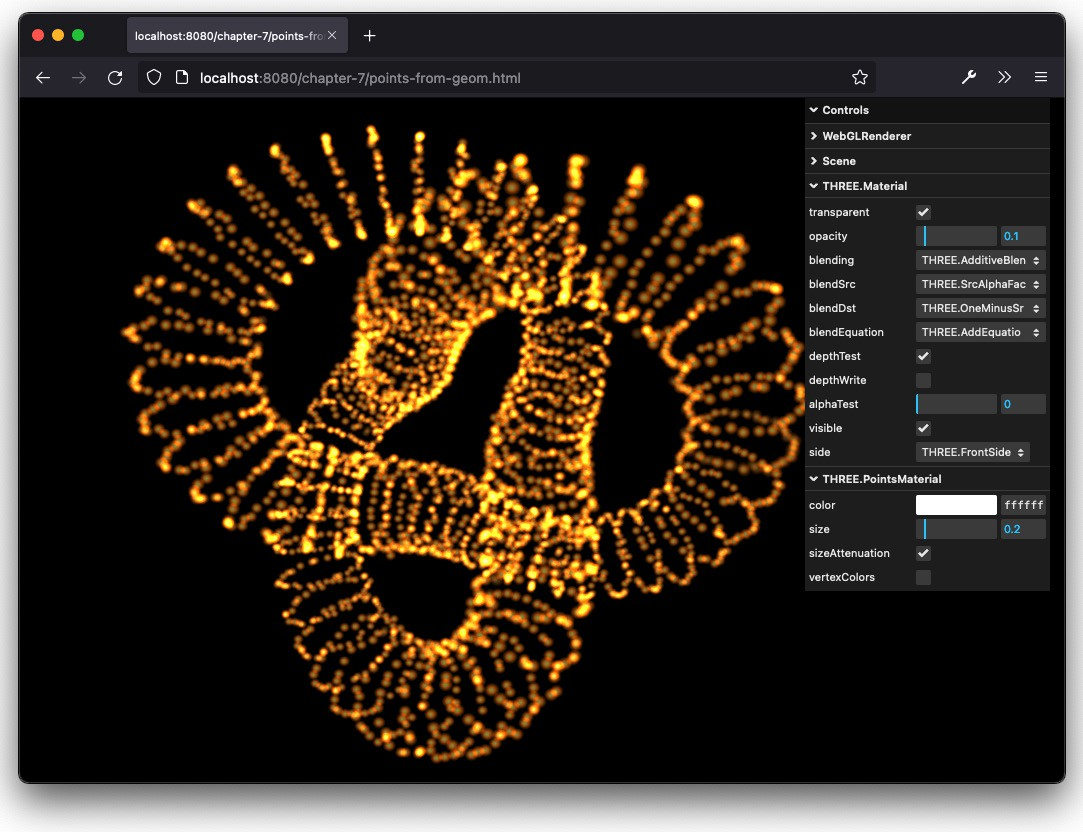 localhost:8080/chapter-7/points-fro
localhost:8080/chapter-7/points-from-geom.html
Controls
WebGLRenderer
Scene
THREE.Material
transparent
opacity 0.1
blending THREE.AdditiveBlen
blendSrc THREE.SrcAlphaFac
blendDst THREE.OneMinusSr
blendEquation THREE.AddEquatio
depthTest
depthWrite
alphaTest 0
visible
side THREE.FrontSide
THREE.PointsMaterial
color ffffff
size 0.2
sizeAttenuation
vertexColors